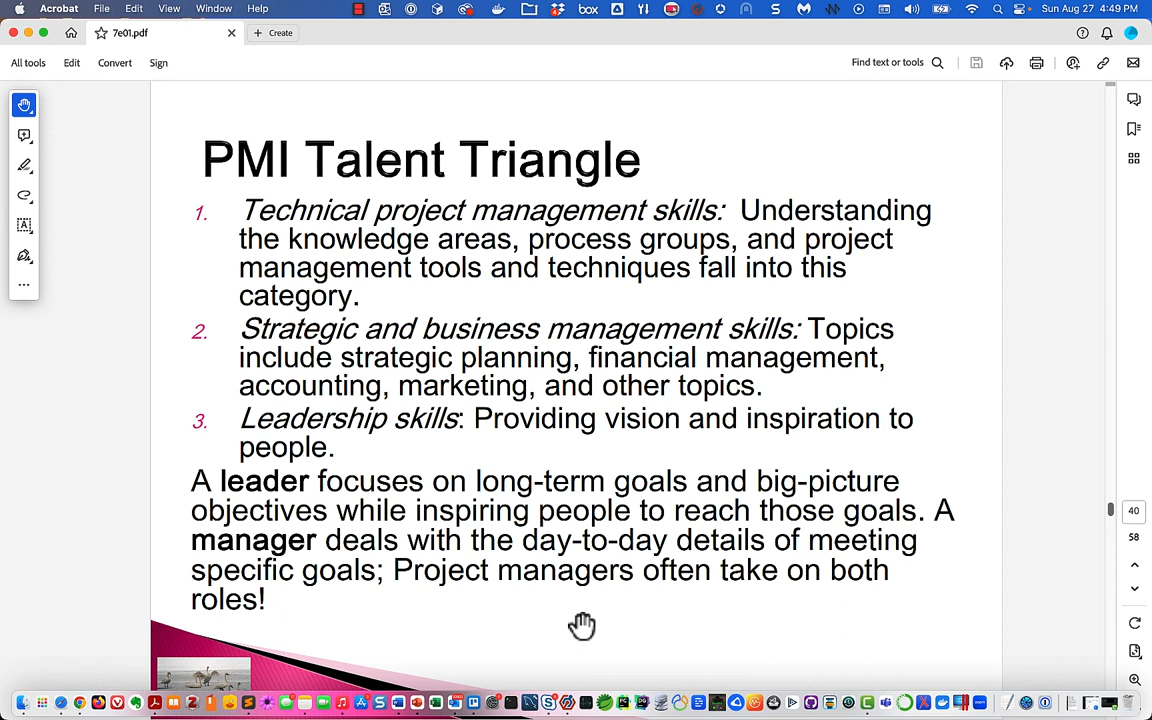 Acrobat File Edit View Window Help box Sun Aug 27 4:49 PM
7e01.pdf Create
All tools Edit Convert Sign Find text or tools
PMI Talent Triangle
1. Technical project management skills: Understanding
the knowledge areas, process groups, and project
management tools and techniques fall into this
category.
2. Strategic and business management skills: Topics
include strategic planning, financial management,
accounting, marketing, and other topics.
3. Leadership skills: Providing vision and inspiration to
people.
A leader focuses on long-term goals and big-picture
objectives while inspiring people to reach those goals. A
manager deals with the day-to-day details of meeting
specific goals; Project managers often take on both
roles!
40
58